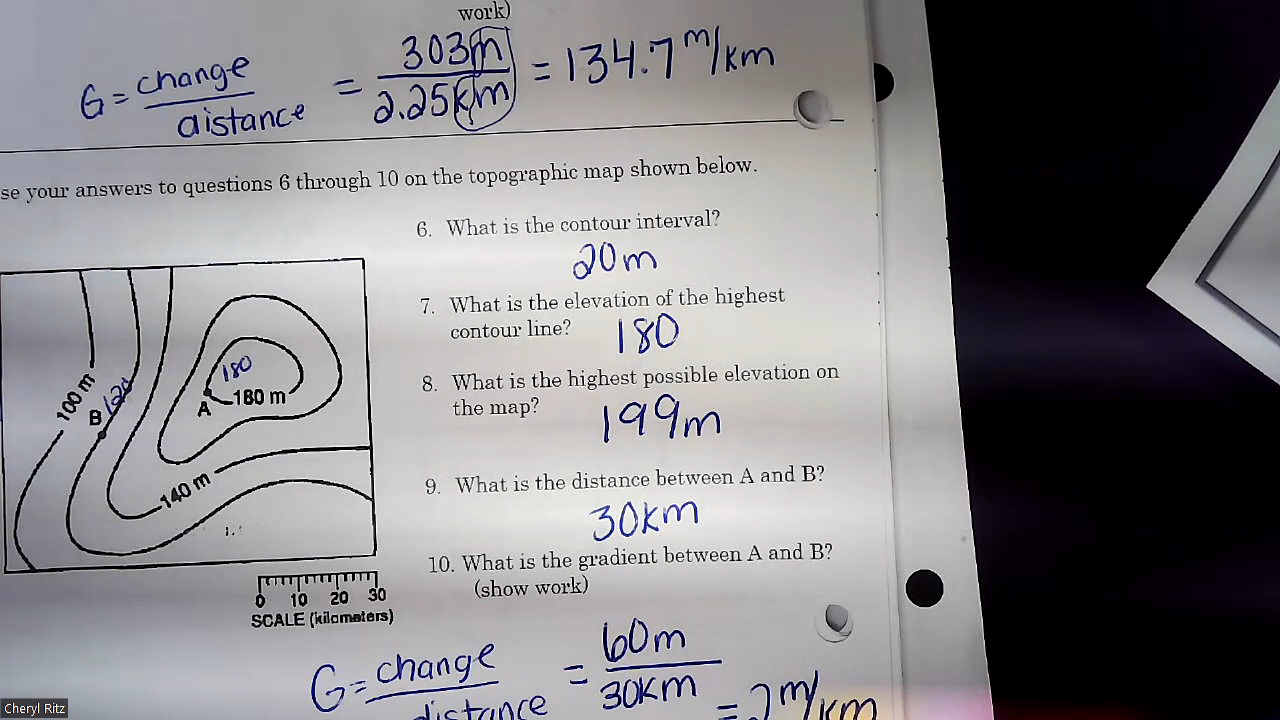 work)
G = change / distance = 303m / 2.25km = 134.7 m/km
se your answers to questions 6 through 10 on the topographic map shown below.
6. What is the contour interval?
20m
7. What is the elevation of the highest
contour line? 180
8. What is the highest possible elevation on
the map? 199m
9. What is the distance between A and B?
30km
10. What is the gradient between A and B?
(show work)
G = change / distance = 60m / 30km = 2 m/km
180
A 180 m
100 m
B 120
140 m
0 10 20 30
SCALE (kilometers)
Cheryl Ritz